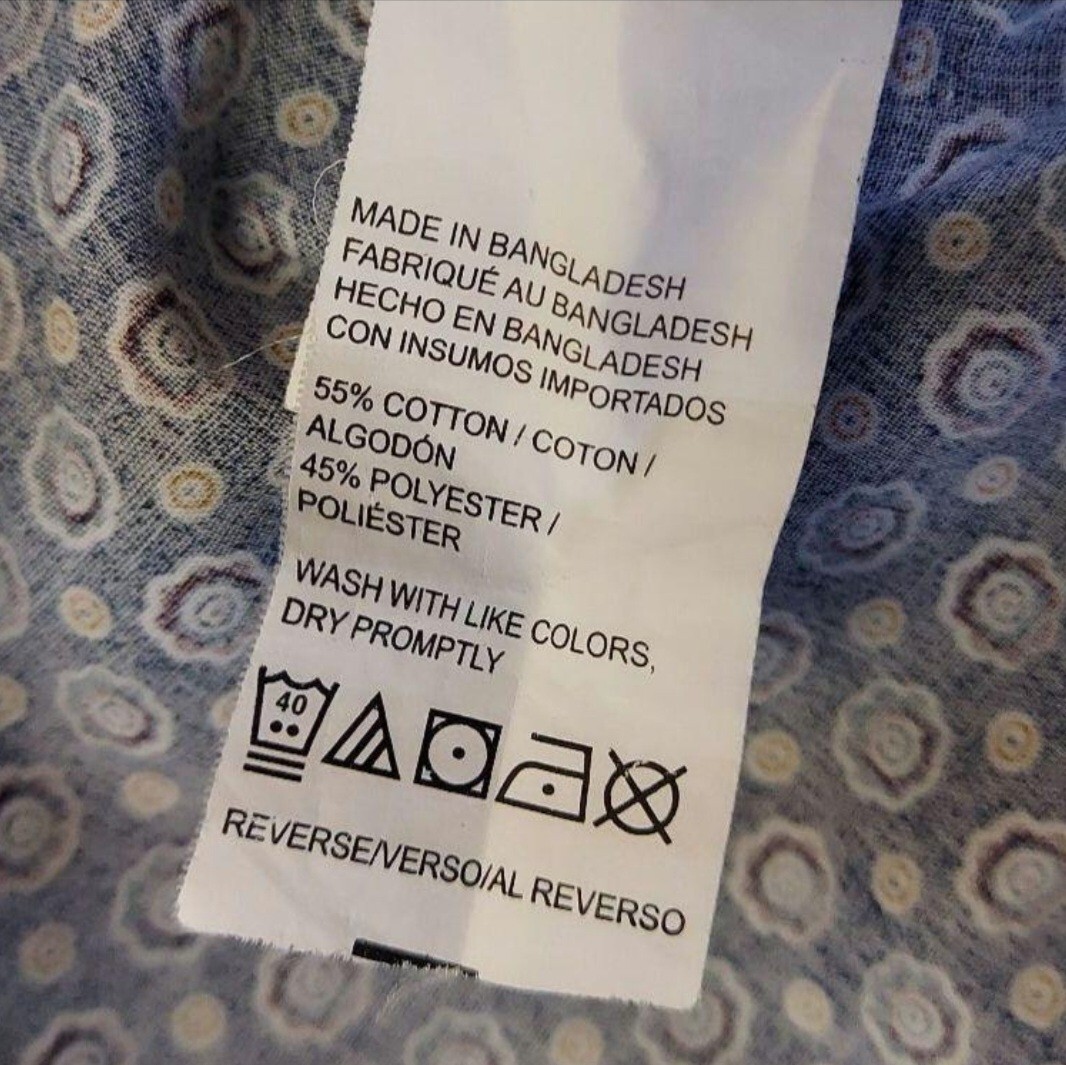 MADE IN BANGLADESH
FABRIQUÉ AU BANGLADESH
HECHO EN BANGLADESH
CON INSUMOS IMPORTADOS
55% COTTON / COTON /
ALGODÓN
45% POLYESTER /
POLIÉSTER
WASH WITH LIKE COLORS,
DRY PROMPTLY
40
REVERSE/VERSO/AL REVERSO